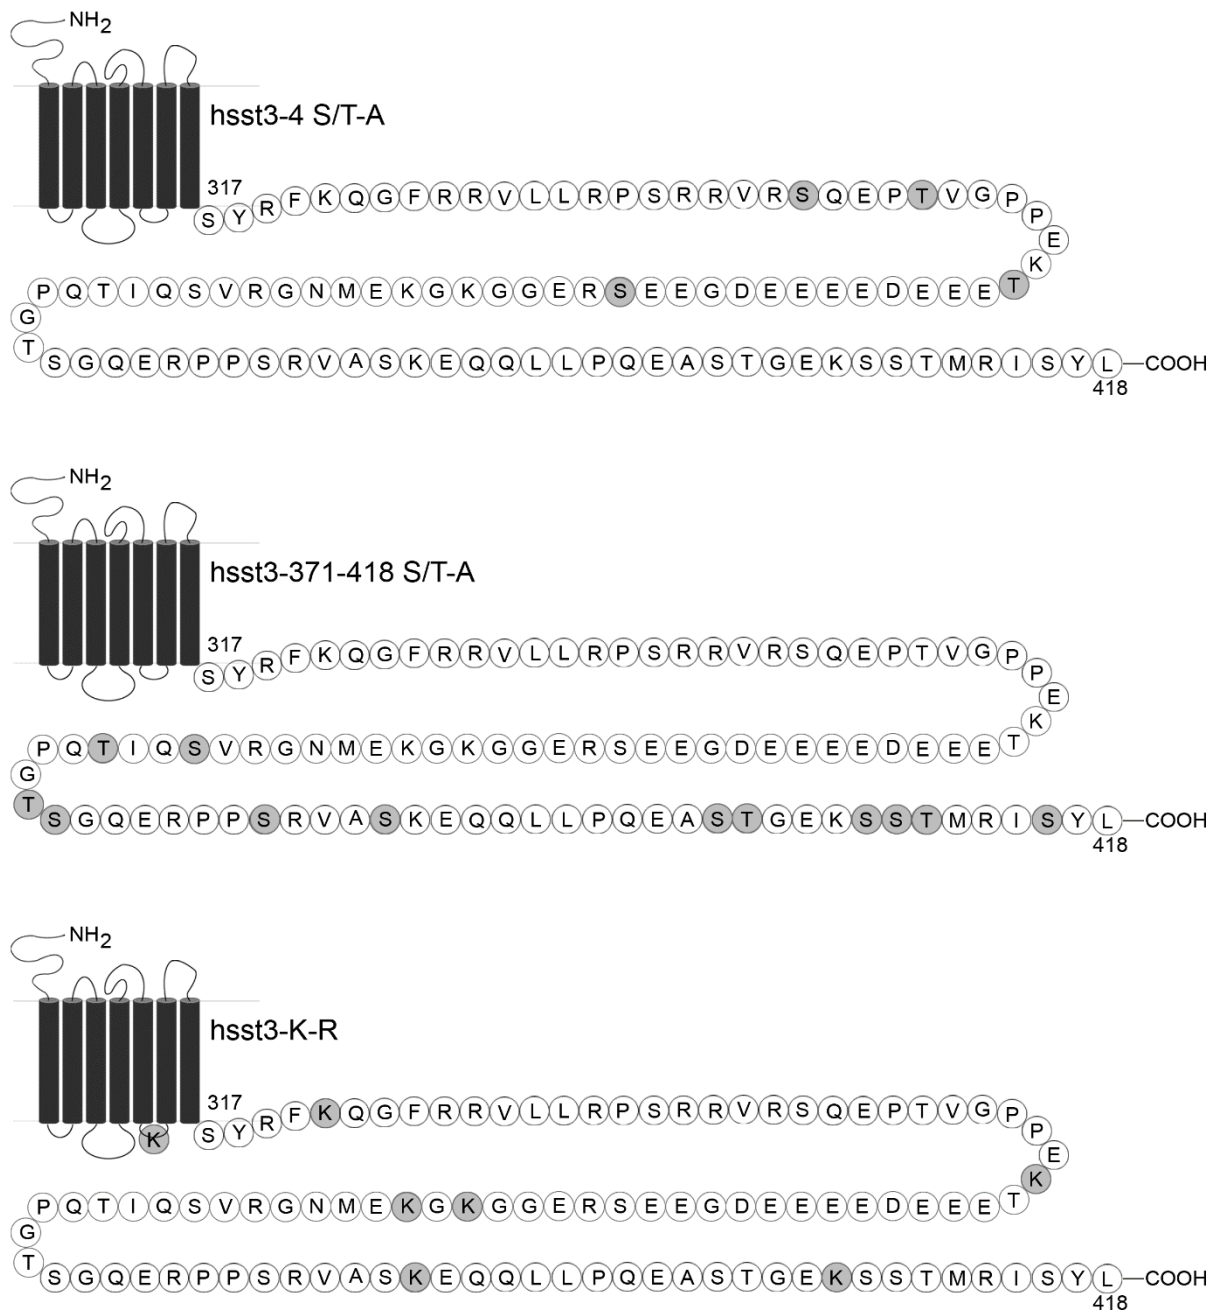 NH2
hsst3-4 S/T-A
317
S Y R F K Q G F R R V L L R P S R R V R S Q E P T V G P P E K
P Q T I Q S V R G N M E K G K G G E R S E E G D E E E E D E E E T
G
T S G Q E R P P S R V A S K E Q Q L L P Q E A S T G E K S S T M R I S Y L COOH
418
NH2
hsst3-371-418 S/T-A
317
S Y R F K Q G F R R V L L R P S R R V R S Q E P T V G P P E K
P Q T I Q S V R G N M E K G K G G E R S E E G D E E E E D E E E T
G
T S G Q E R P P S R V A S K E Q Q L L P Q E A S T G E K S S T M R I S Y L COOH
418
NH2
hsst3-K-R
317
K S Y R F K Q G F R R V L L R P S R R V R S Q E P T V G P P E K
P Q T I Q S V R G N M E K G K G G E R S E E G D E E E E D E E E T
G
T S G Q E R P P S R V A S K E Q Q L L P Q E A S T G E K S S T M R I S Y L COOH
418